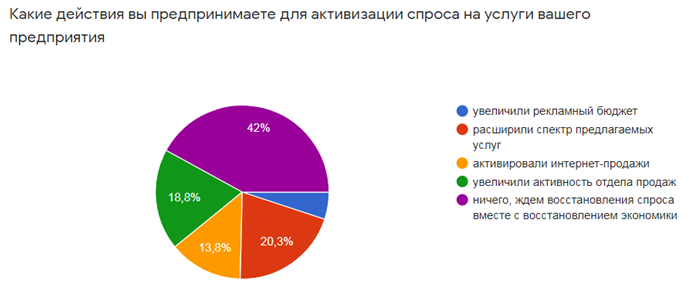 Какие действия вы предпринимаете для активизации спроса на услуги вашего
предприятия
42%
18,8%
13,8%
20,3%
увеличили рекламный бюджет
расширили спектр предлагаемых
услуг
активировали интернет-продажи
увеличили активность отдела продаж
ничего, ждем восстановления спроса
вместе с восстановлением экономики